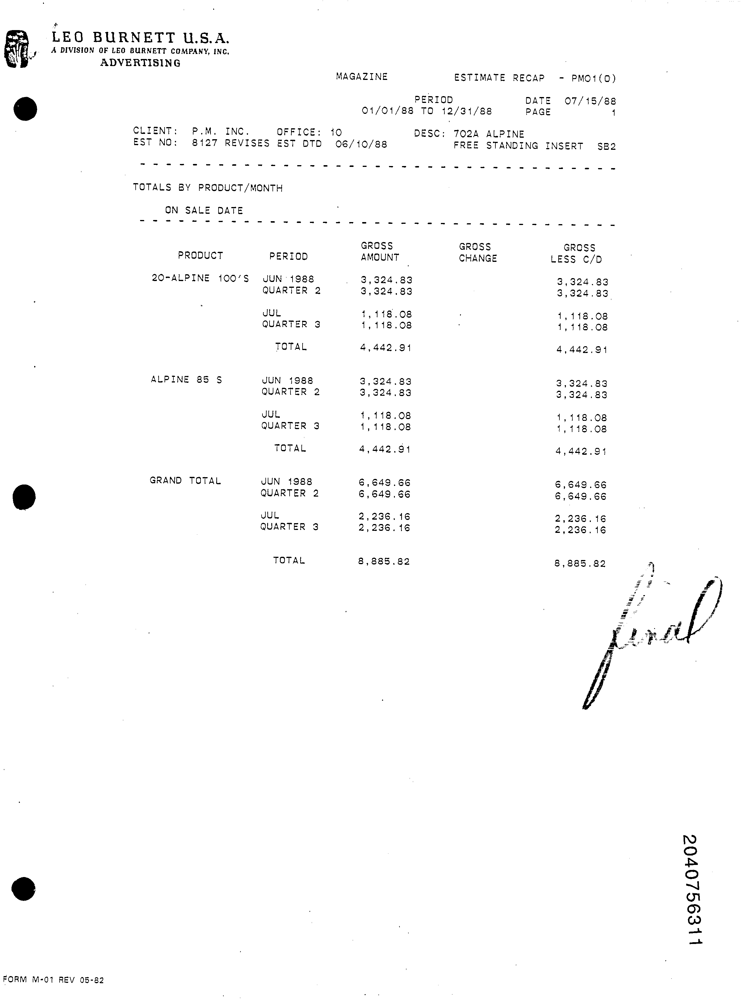 LEO BURNETT U.S.A.
A DIVISION OF LEO BURNETT COMPANY, INC.
ADVERTISING
MAGAZINE ESTIMATE RECAP - PM01(0)
PERIOD DATE 07/15/88
01/01/88 TO 12/31/88 PAGE 1
CLIENT: P.M. INC. OFFICE: 10 DESC: 702A ALPINE
EST NO: 8127 REVISES EST DTD 06/10/88 FREE STANDING INSERT SB2
TOTALS BY PRODUCT/MONTH
ON SALE DATE
GROSS GROSS GROSS
PRODUCT PERIOD AMOUNT CHANGE LESS C/D
20-ALPINE 100'S JUN 1988 3,324.83 3,324.83
QUARTER 2 3,324.83 3,324.83
JUL 1,118.08 1,118.08
QUARTER 3 1,118.08 1,118.08
TOTAL 4,442.91 4,442.91
ALPINE 85 S JUN 1988 3,324.83 3,324.83
QUARTER 2 3,324.83 3,324.83
JUL 1,118.08 1,118.08
QUARTER 3 1,118.08 1,118.08
TOTAL 4,442.91 4,442.91
GRAND TOTAL JUN 1988 6,649.66 6,649.66
QUARTER 2 6,649.66 6,649.66
JUL 2,236.16 2,236.16
QUARTER 3 2,236.16 2,236.16
TOTAL 8,885.82 8,885.82
final
2040756311
FORM M-01 REV 05-82